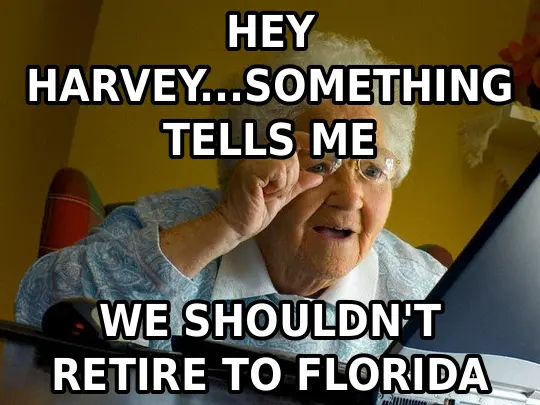 HEY
HARVEY...SOMETHING
TELLS ME
WE SHOULDN'T
RETIRE TO FLORIDA